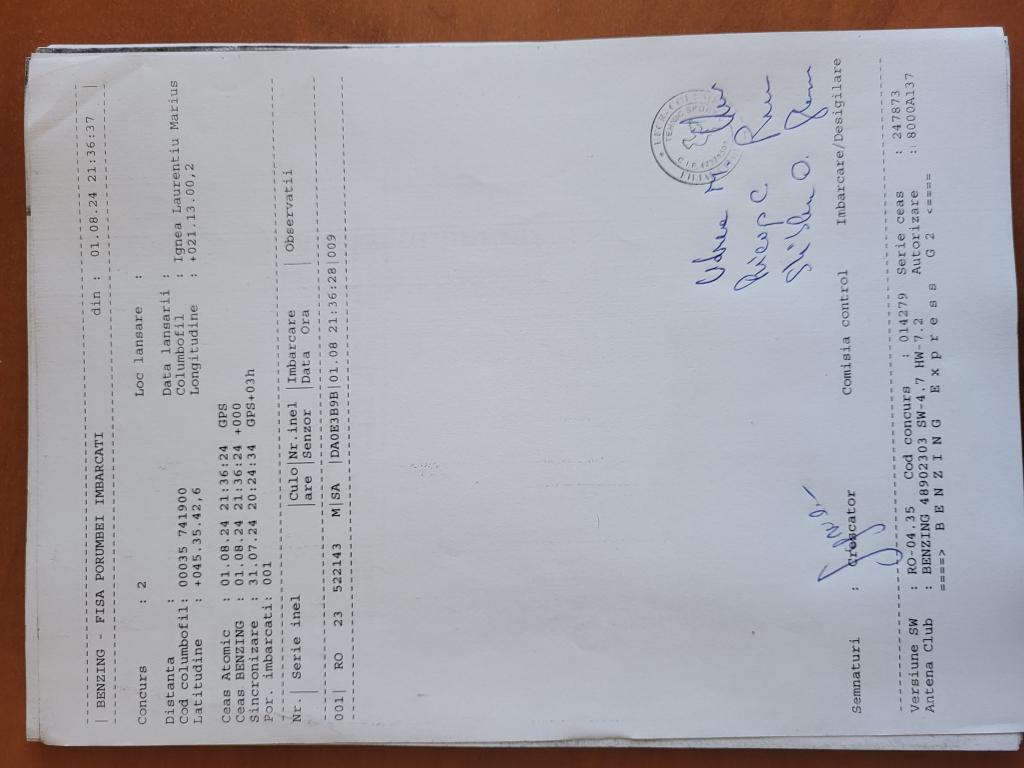 | BENZING - FISA PORUMBEI IMBARCATI din : 01.08.24 21:36:37 |
Concurs : 2 Loc lansare :
Distanta : Data lansarii :
Cod columbofil: 00035 741900 Columbofil : Ignea Laurentiu Marius
Latitudine : +045.35.42,6 Longitudine : +021.13.00,2
Ceas Atomic : 01.08.24 21:36:24 GPS
Ceas BENZING : 01.08.24 21:36:24 +000
Sincronizare : 31.07.24 20:24:34 GPS+03h
Por. imbarcati: 001
Nr.| Serie inel |Culo|Nr.inel |Imbarcare | Observatii
| |are |Senzor |Data Ora |
001| RO 23 522143 M|SA |DA0E3B9B|01.08 21:36:28|009
C.I.F.
Udrea M.
Pricop C
O.
Semnaturi : Crescator Comisia control Imbarcare/Desigilare
Versiune SW : RO-04.35 Cod concurs : 014279 Serie ceas : 247873
Antena Club : BENZING 48902303 SW-4.7 HW-7.2 Autorizare : 8000A137
====> B E N Z I N G E x p r e s s G 2 <====